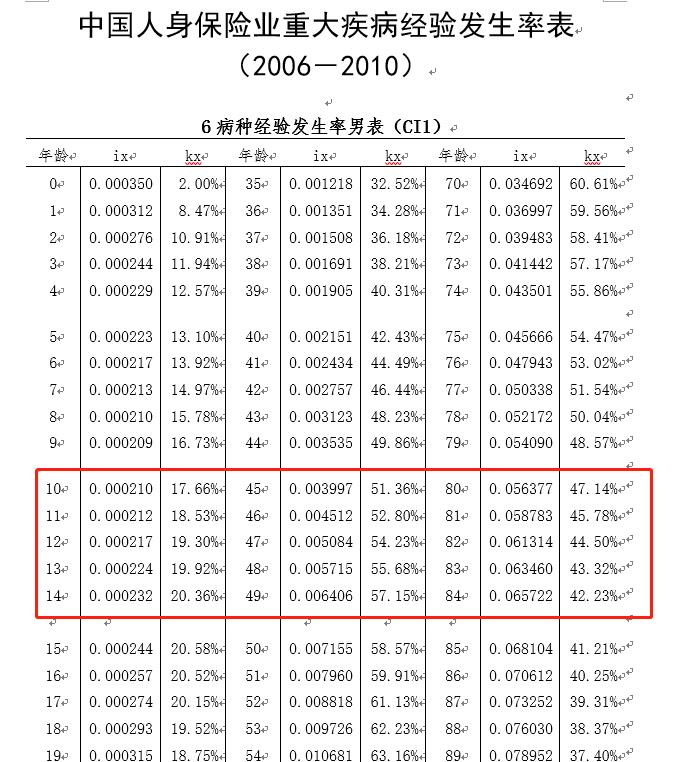 中国人身保险业重大疾病经验发生率表
（2006－2010）
6 病种经验发生率男表（CI1）
年龄 ix kx 年龄 ix kx 年龄 ix kx
0 0.000350 2.00% 35 0.001218 32.52% 70 0.034692 60.61%
1 0.000312 8.47% 36 0.001351 34.28% 71 0.036997 59.56%
2 0.000276 10.91% 37 0.001508 36.18% 72 0.039483 58.41%
3 0.000244 11.94% 38 0.001691 38.21% 73 0.041442 57.17%
4 0.000229 12.57% 39 0.001905 40.31% 74 0.043501 55.86%
5 0.000223 13.10% 40 0.002151 42.43% 75 0.045666 54.47%
6 0.000217 13.92% 41 0.002434 44.49% 76 0.047943 53.02%
7 0.000213 14.97% 42 0.002757 46.44% 77 0.050338 51.54%
8 0.000210 15.78% 43 0.003123 48.23% 78 0.052172 50.04%
9 0.000209 16.73% 44 0.003535 49.86% 79 0.054090 48.57%
10 0.000210 17.66% 45 0.003997 51.36% 80 0.056377 47.14%
11 0.000212 18.53% 46 0.004512 52.80% 81 0.058783 45.78%
12 0.000217 19.30% 47 0.005084 54.23% 82 0.061314 44.50%
13 0.000224 19.92% 48 0.005715 55.68% 83 0.063460 43.32%
14 0.000232 20.36% 49 0.006406 57.15% 84 0.065722 42.23%
15 0.000244 20.58% 50 0.007155 58.57% 85 0.068104 41.21%
16 0.000257 20.52% 51 0.007960 59.91% 86 0.070612 40.25%
17 0.000274 20.15% 52 0.008818 61.13% 87 0.073252 39.31%
18 0.000293 19.52% 53 0.009726 62.23% 88 0.076030 38.37%
19 0.000315 18.75% 54 0.010681 63.16% 89 0.078952 37.40%